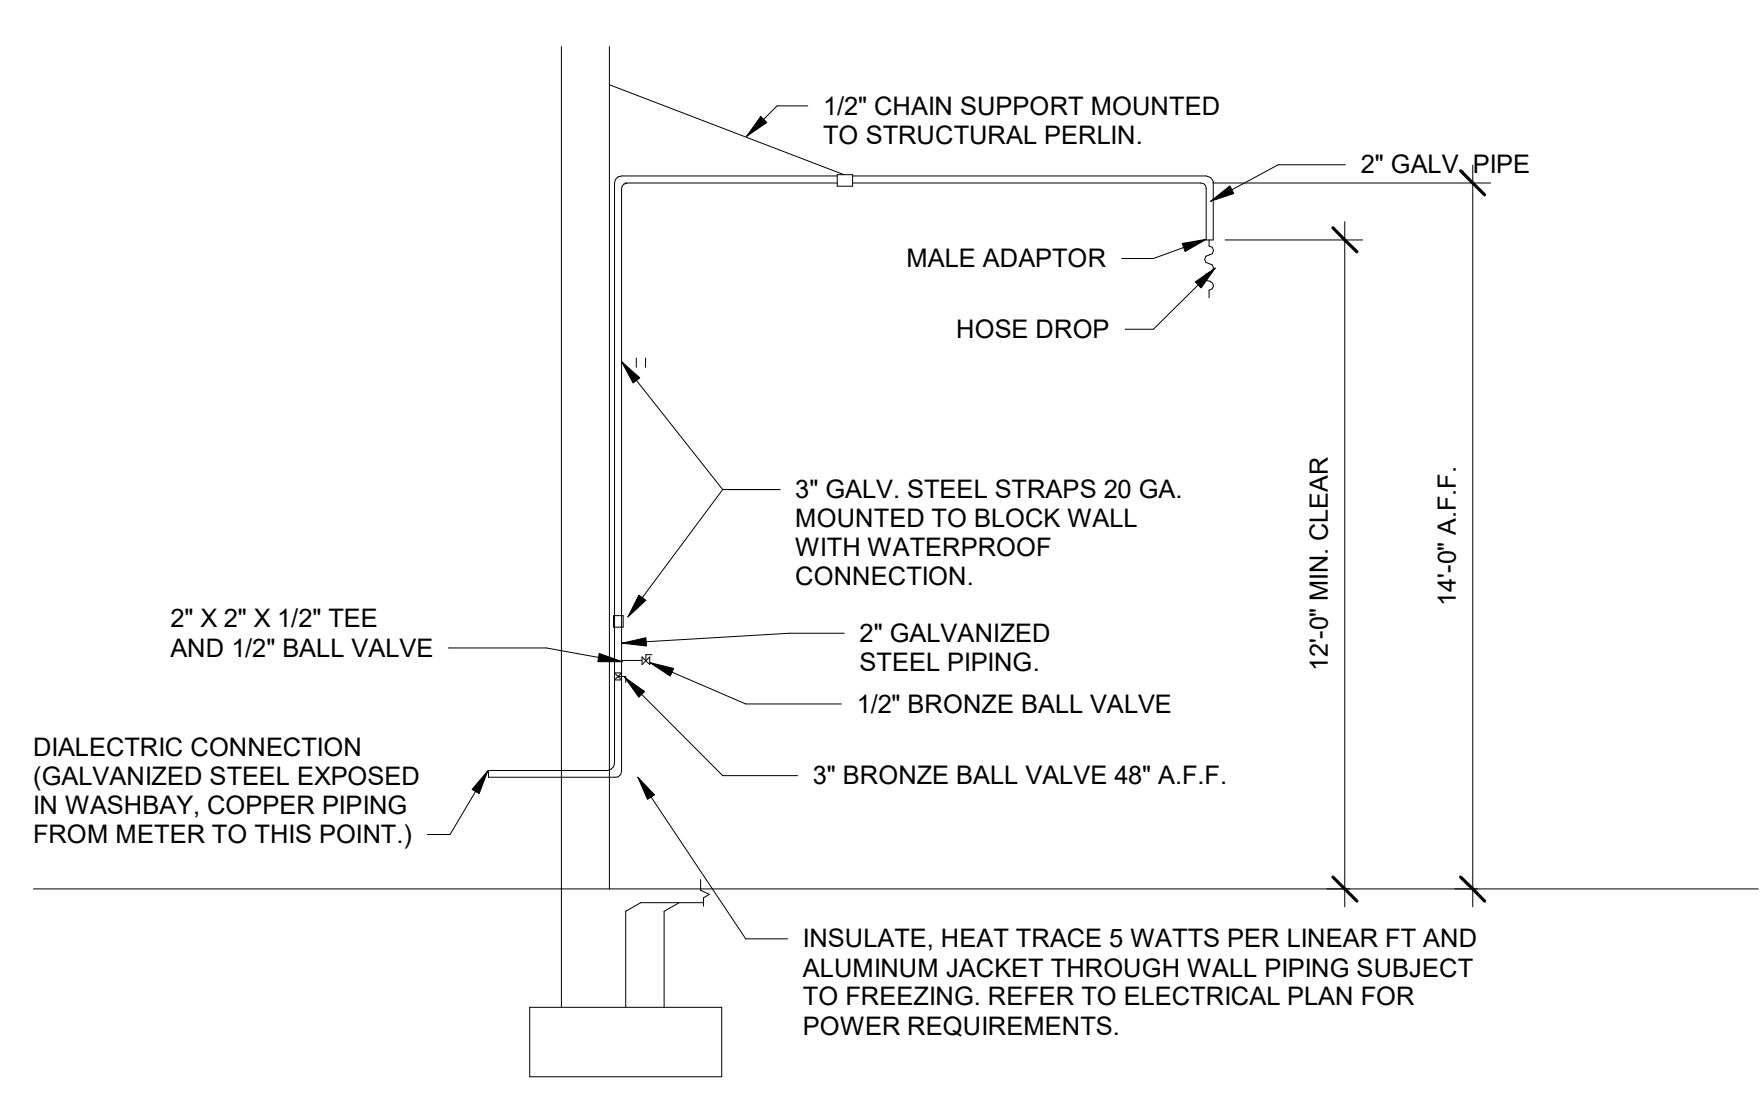 1/2" CHAIN SUPPORT MOUNTED
TO STRUCTURAL PERLIN.
2" GALV. PIPE
MALE ADAPTOR
HOSE DROP
3" GALV. STEEL STRAPS 20 GA.
MOUNTED TO BLOCK WALL
WITH WATERPROOF
CONNECTION.
12'-0" MIN. CLEAR
14'-0" A.F.F.
2" X 2" X 1/2" TEE
AND 1/2" BALL VALVE
2" GALVANIZED
STEEL PIPING.
1/2" BRONZE BALL VALVE
DIALECTRIC CONNECTION
(GALVANIZED STEEL EXPOSED
IN WASHBAY, COPPER PIPING
FROM METER TO THIS POINT.)
3" BRONZE BALL VALVE 48" A.F.F.
INSULATE, HEAT TRACE 5 WATTS PER LINEAR FT AND
ALUMINUM JACKET THROUGH WALL PIPING SUBJECT
TO FREEZING. REFER TO ELECTRICAL PLAN FOR
POWER REQUIREMENTS.